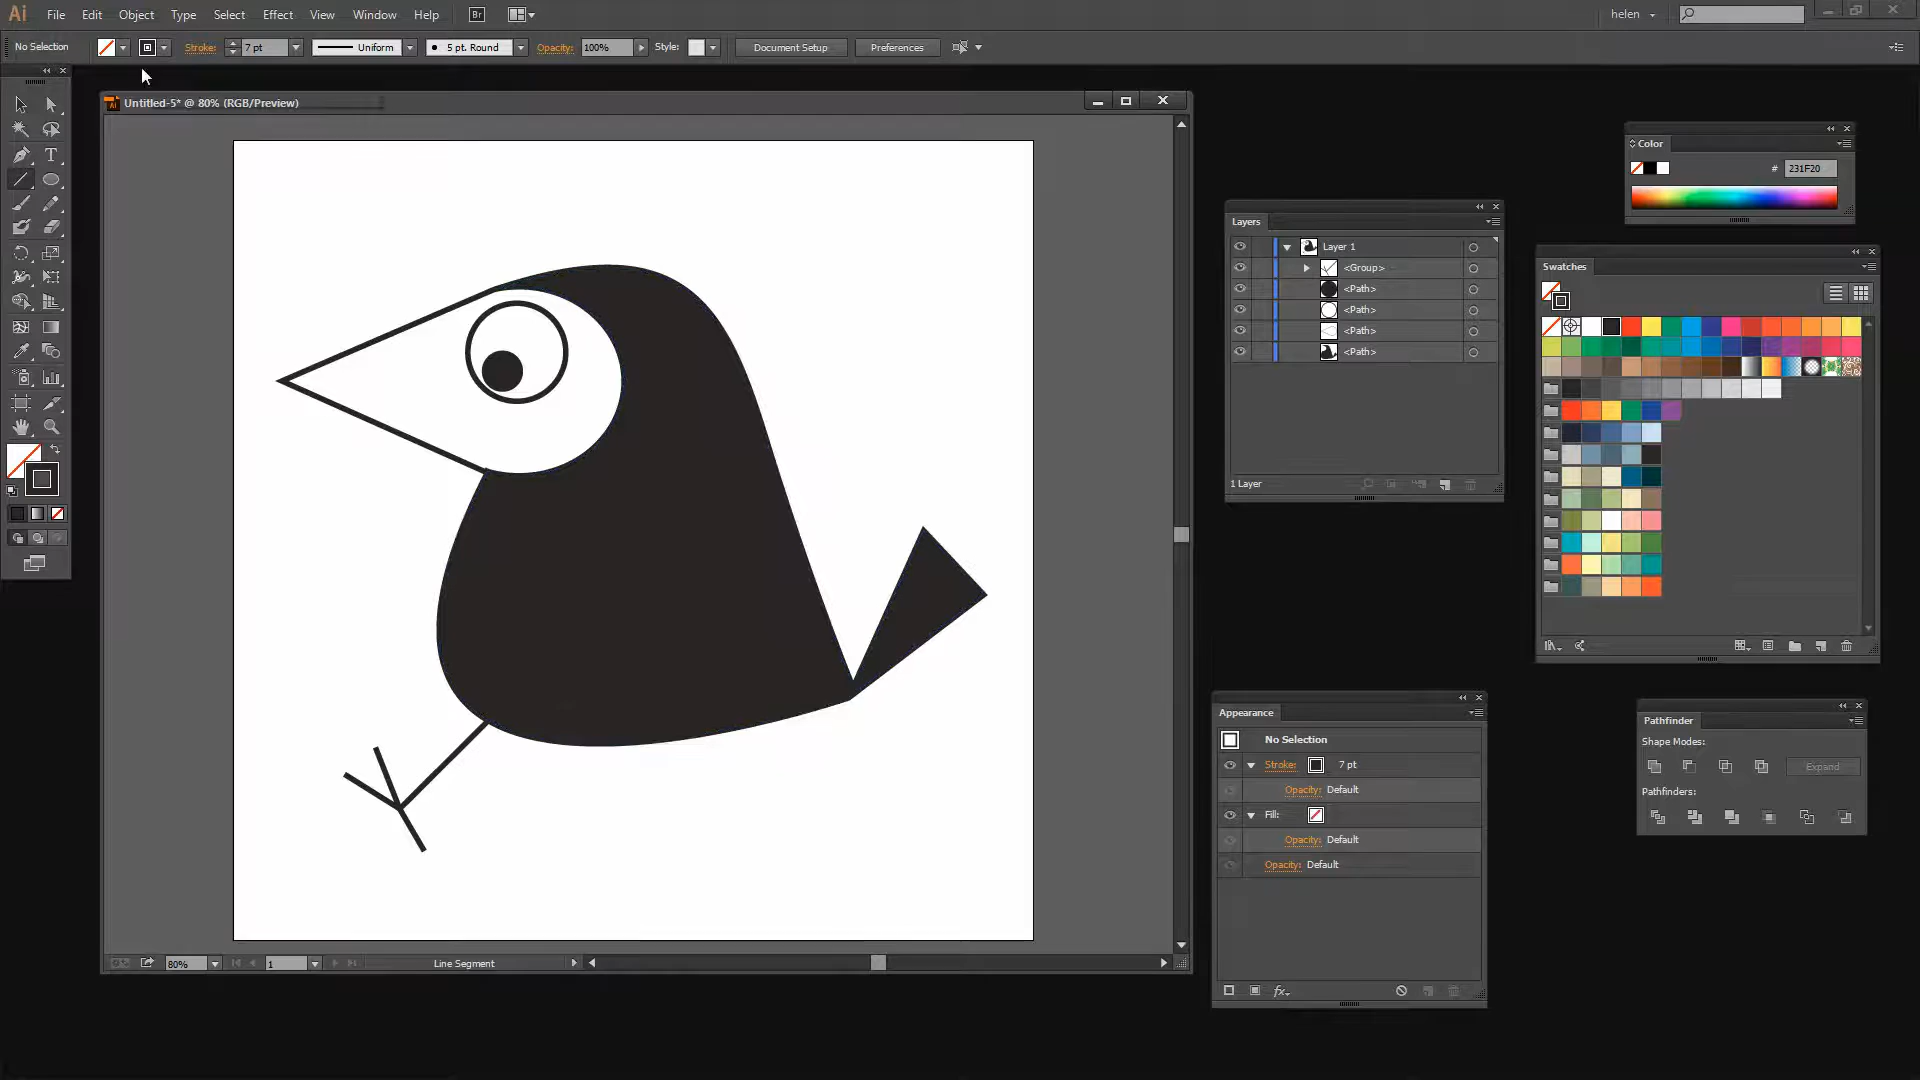 Ai File Edit Object Type Select Effect View Window Help Br helen
No Selection Stroke: 7 pt Uniform 5 pt. Round Opacity: 100% Style: Document Setup Preferences
Untitled-5* @ 80% (RGB/Preview)
Color
# 231F20
Layers
Layer 1
<Group>
<Path>
<Path>
<Path>
<Path>
1 Layer
Swatches
Appearance
No Selection
Stroke: 7 pt
Opacity: Default
Fill:
Opacity: Default
Opacity: Default
fx
Pathfinder
Shape Modes:
Expand
Pathfinders:
80% 1 Line Segment